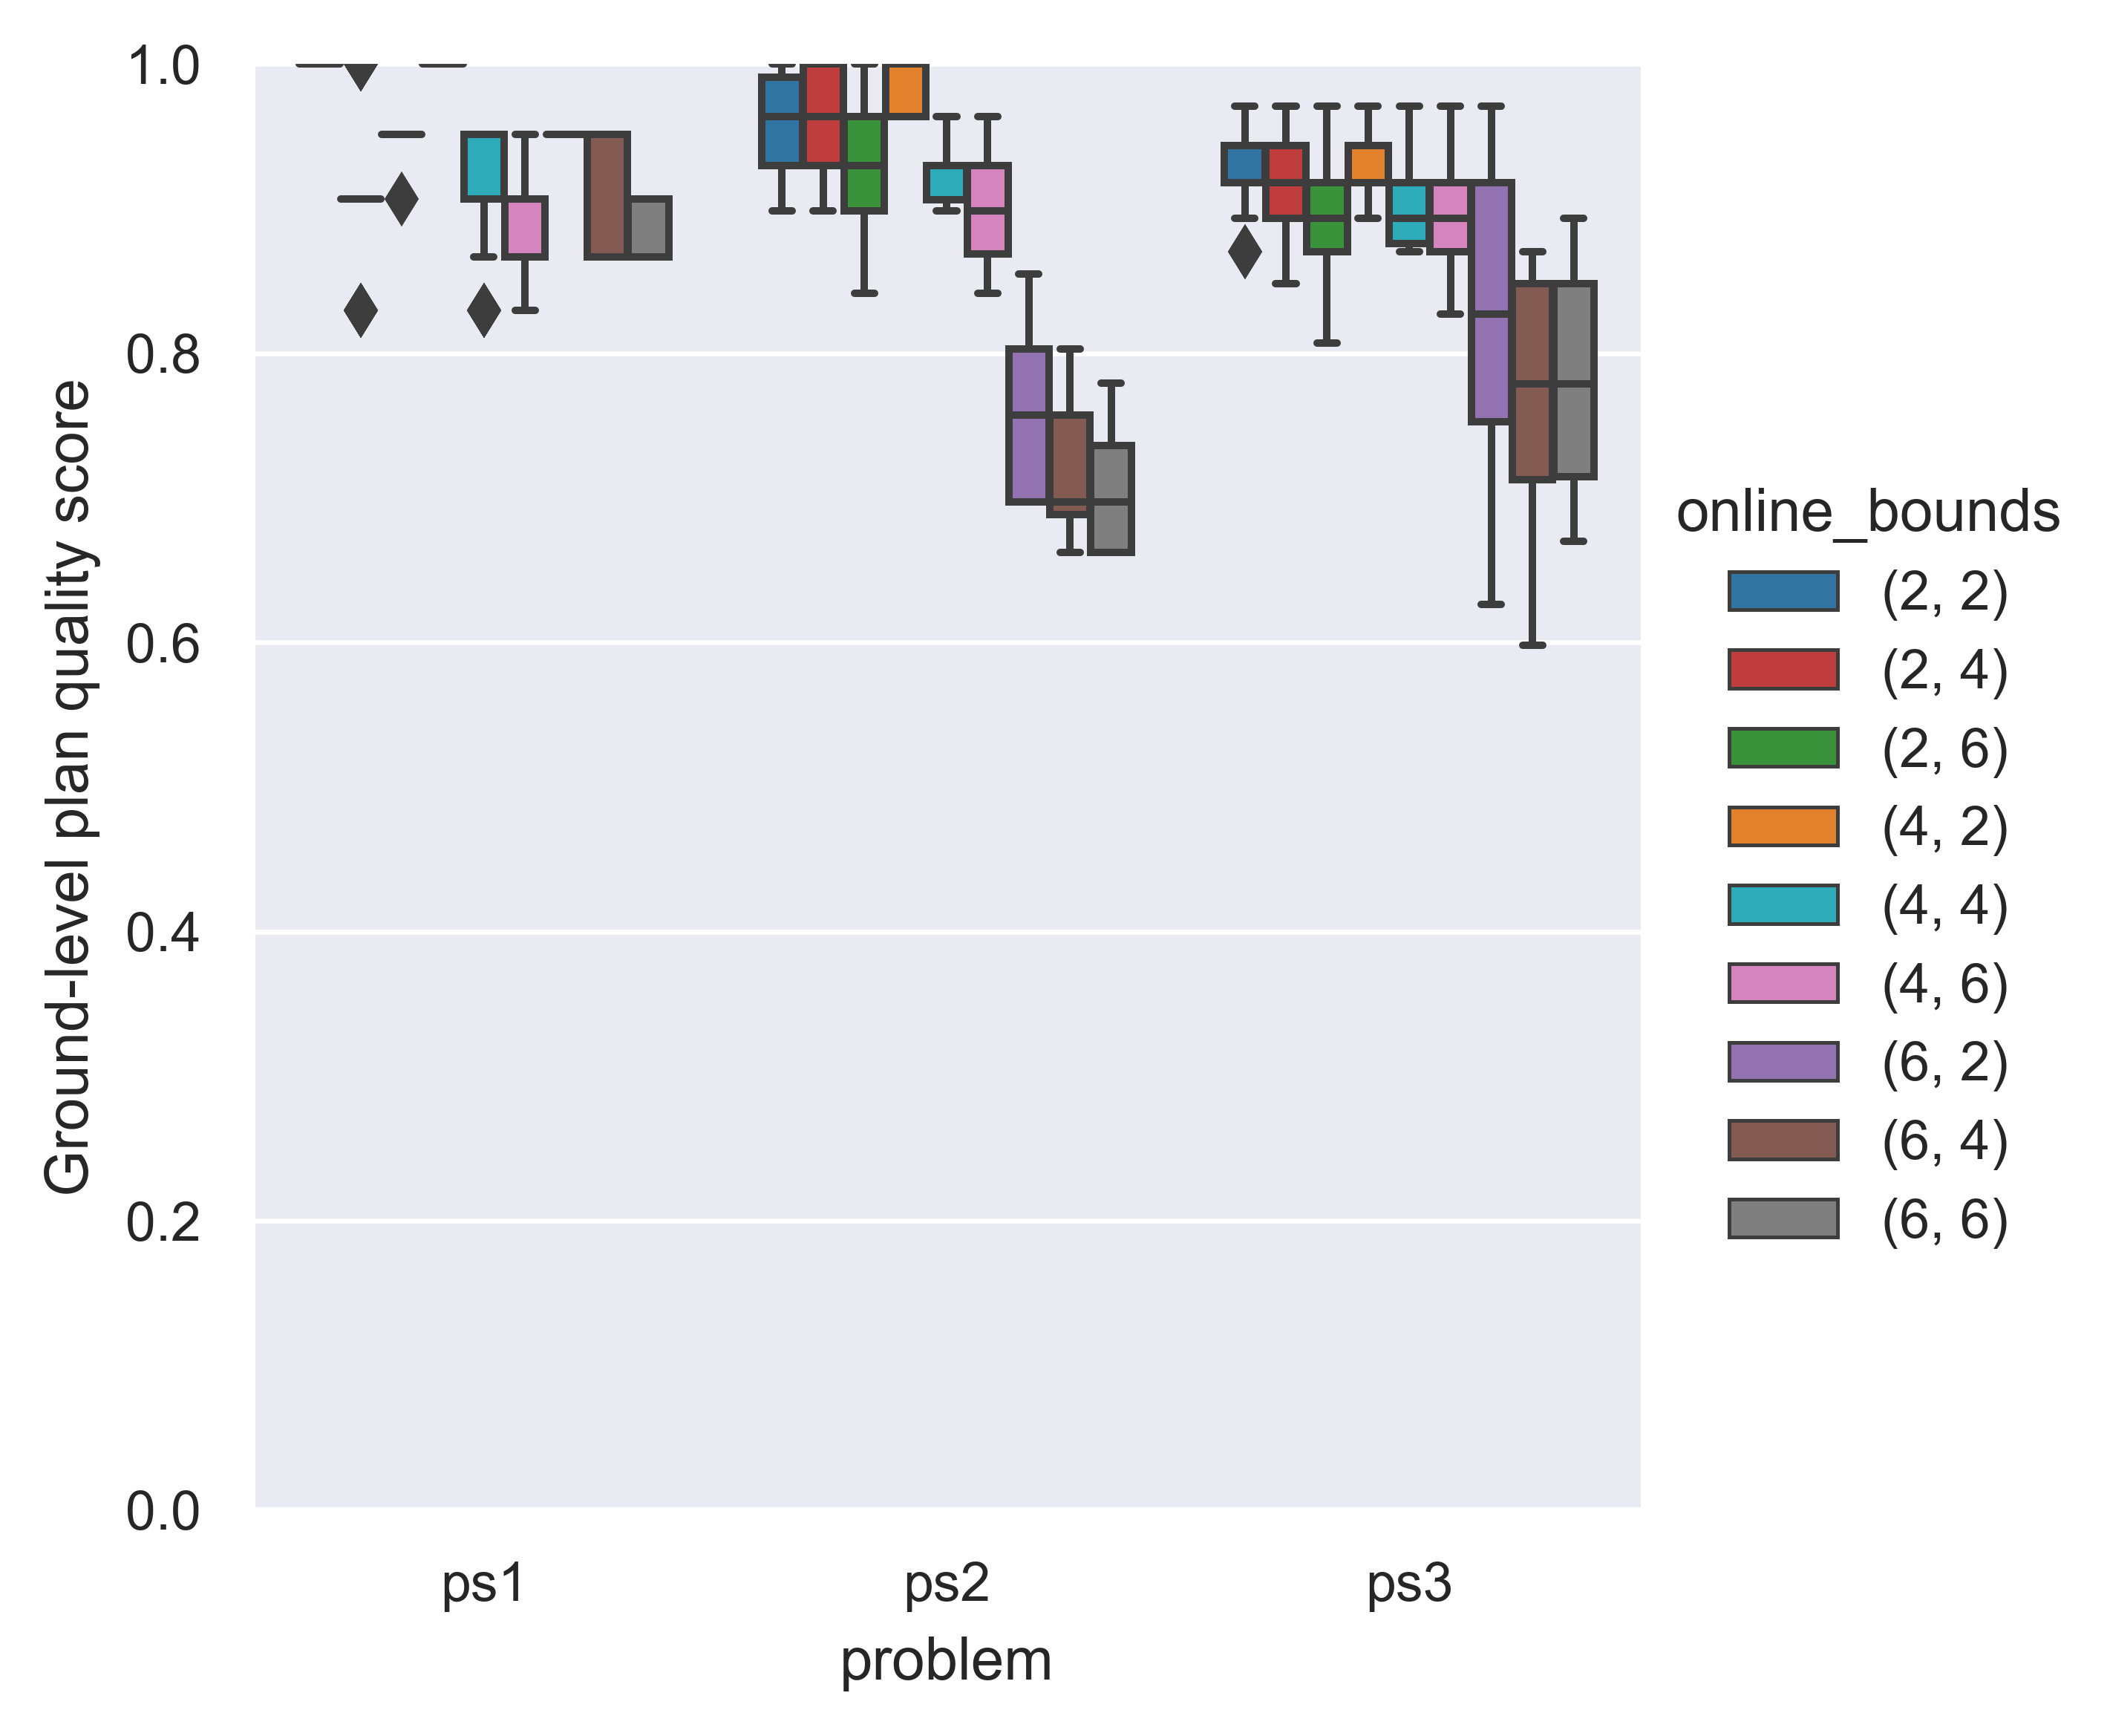 Ground-level plan quality score
1.0
0.8
0.6
0.4
0.2
0.0
ps1
ps2
ps3
problem
online_bounds
(2, 2)
(2, 4)
(2, 6)
(4, 2)
(4, 4)
(4, 6)
(6, 2)
(6, 4)
(6, 6)